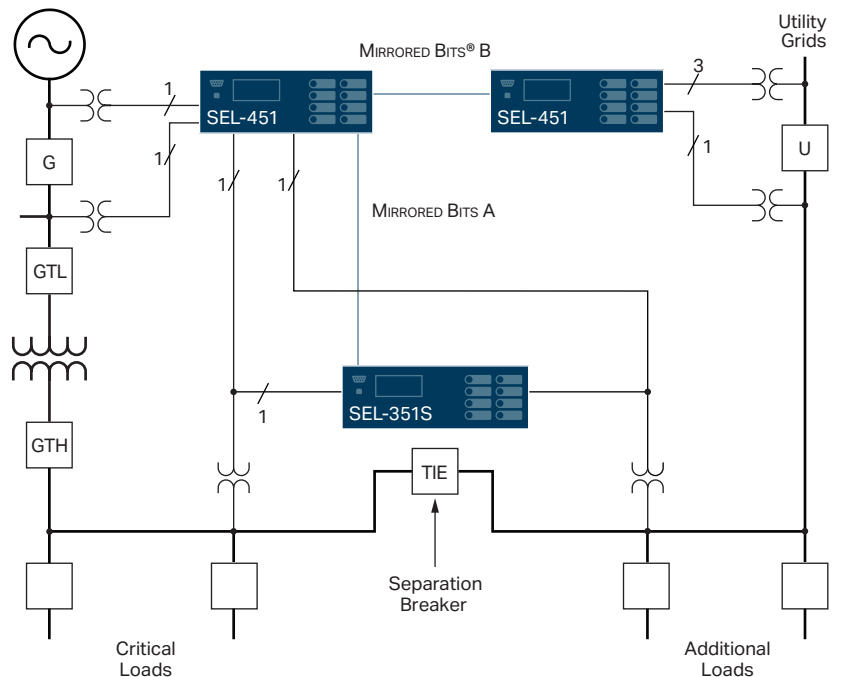 Utility
Grids
MIRRORED BITS® B
1
3
SEL-451
SEL-451
1
1
G
U
1
1
MIRRORED BITS A
GTL
SEL-351S
1
GTH
TIE
Separation
Breaker
Critical
Loads
Additional
Loads